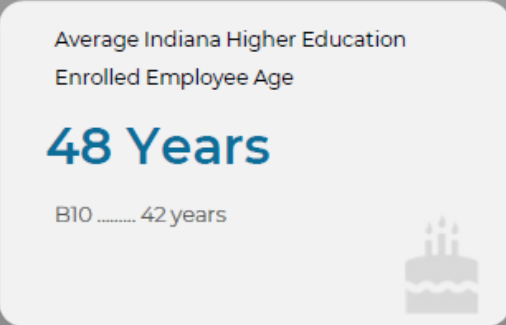 Average Indiana Higher Education
Enrolled Employee Age
48 Years
B10 ......... 42 years